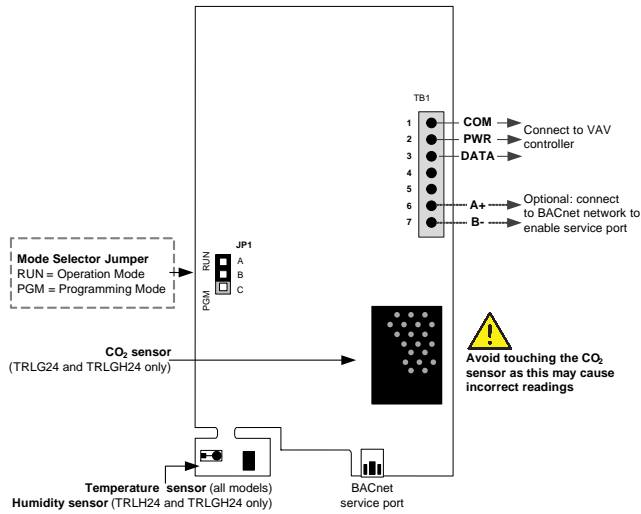 TB1
1 COM
2 PWR
3 DATA
4
5
6 A+
7 B-
Connect to VAV
controller
Optional: connect
to BACnet network to
enable service port
Mode Selector Jumper
RUN = Operation Mode
PGM = Programming Mode
JP1
RUN
PGM
A
B
C
CO₂ sensor
(TRLG24 and TRLGH24 only)
Avoid touching the CO₂
sensor as this may cause
incorrect readings
Temperature sensor (all models)
Humidity sensor (TRLH24 and TRLGH24 only)
BACnet
service port